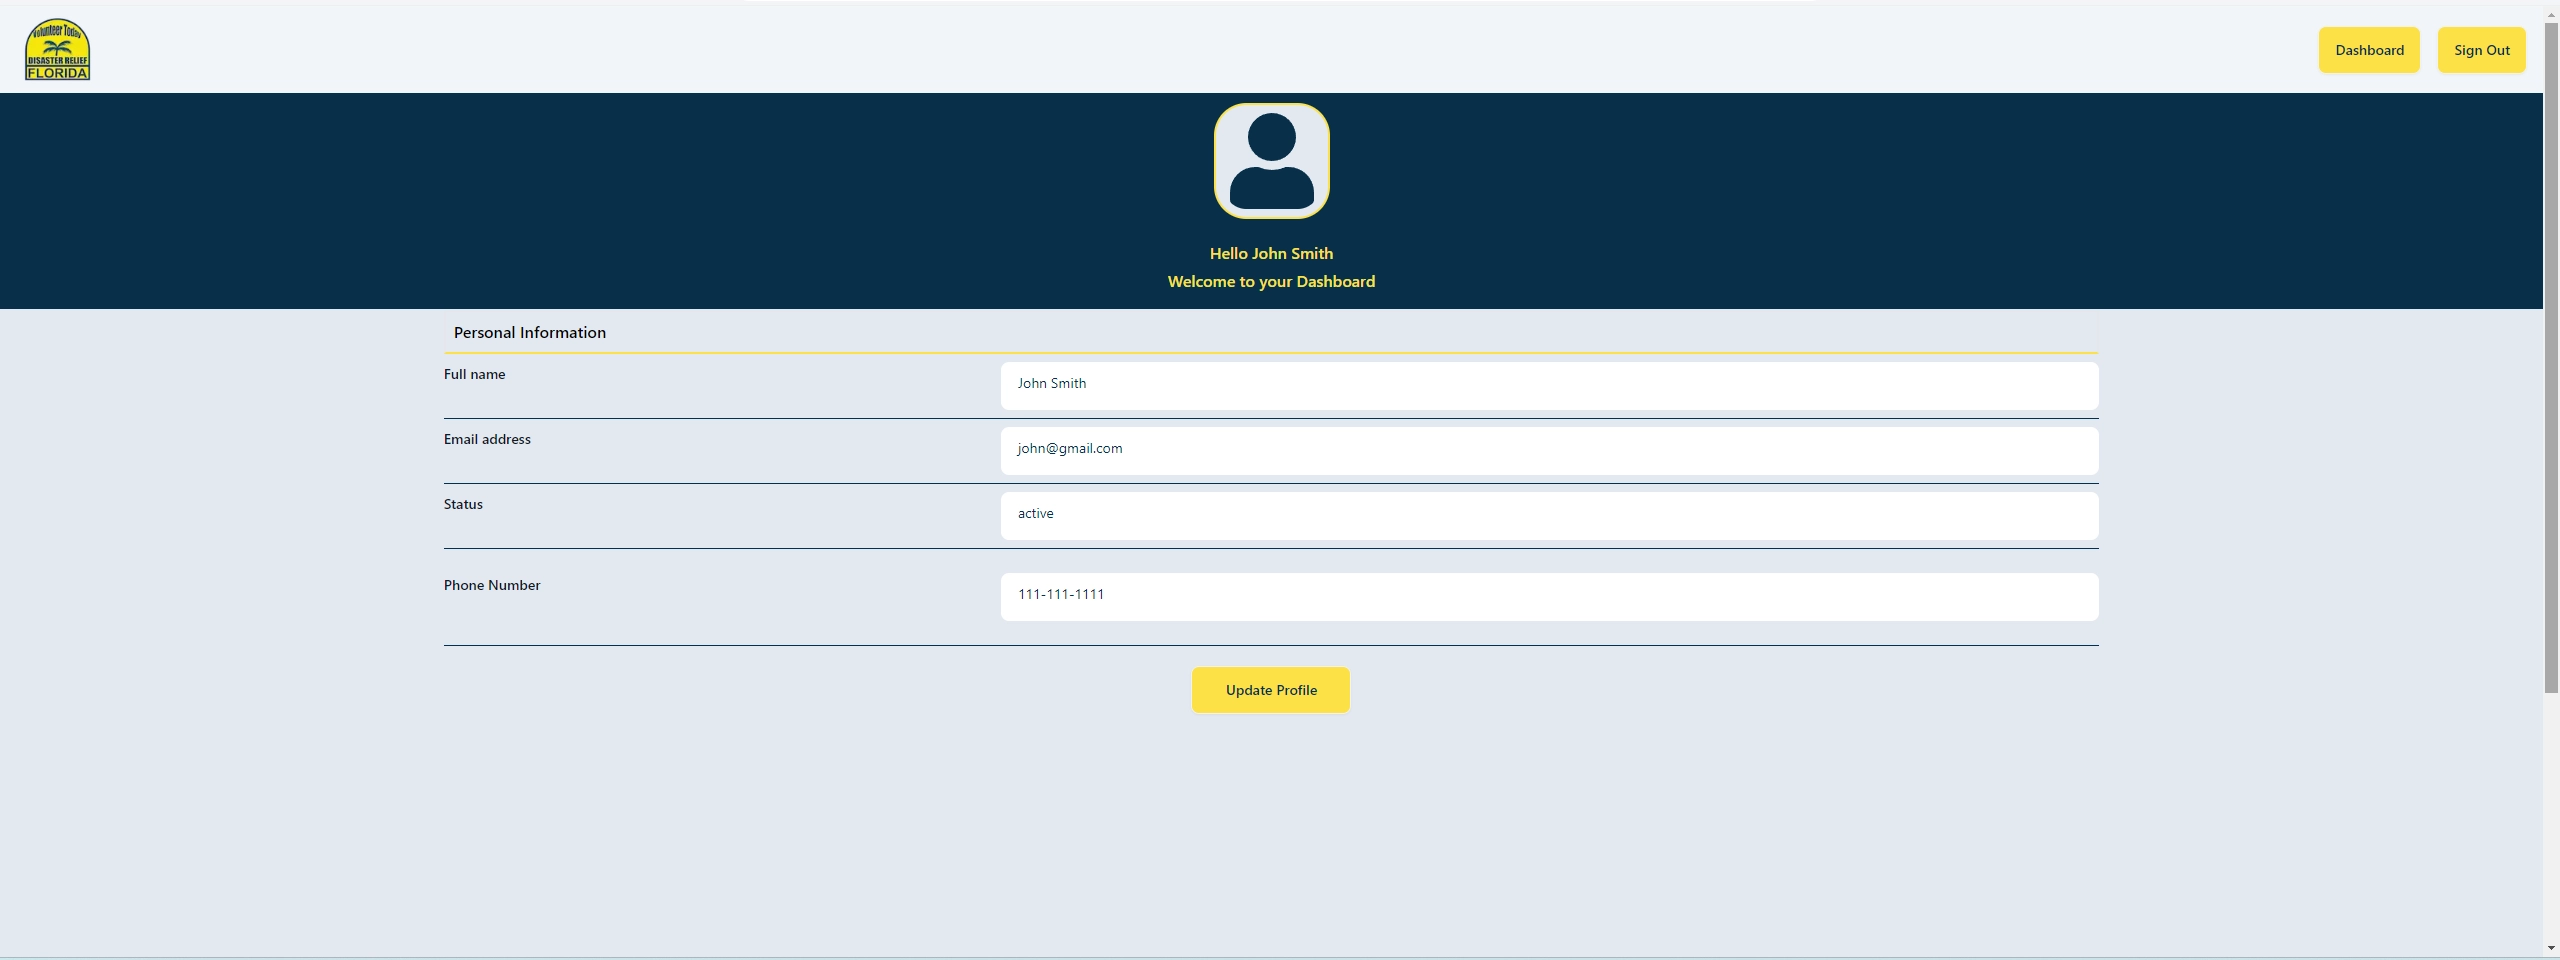 Volunteer Today
DISASTER RELIEF
FLORIDA
Dashboard
Sign Out
Hello John Smith
Welcome to your Dashboard
Personal Information
Full name
John Smith
Email address
john@gmail.com
Status
active
Phone Number
111-111-1111
Update Profile